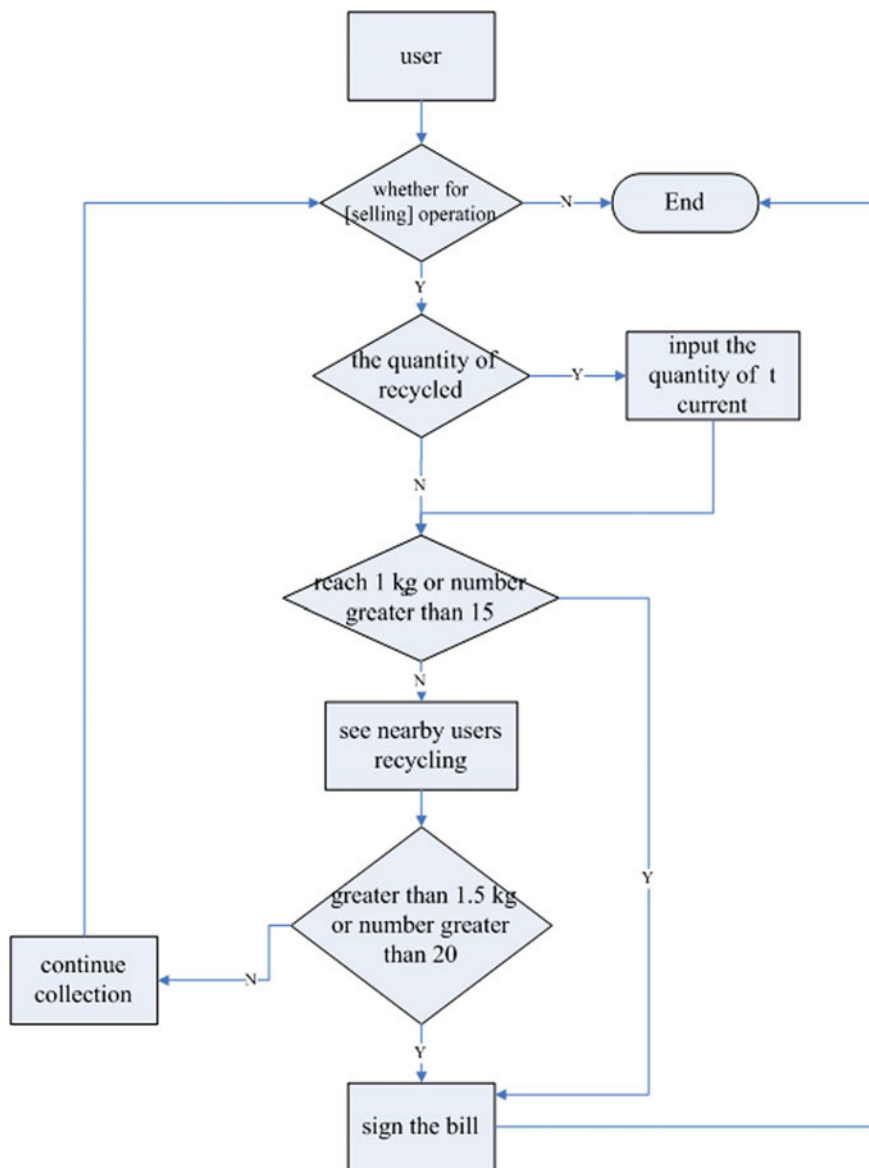 user
whether for
[selling] operation
N
End
Y
the quantity of
recycled
Y
input the
quantity of t
current
N
reach 1 kg or number
greater than 15
N
see nearby users
recycling
Y
greater than 1.5 kg
or number greater
than 20
continue
collection
N
Y
sign the bill